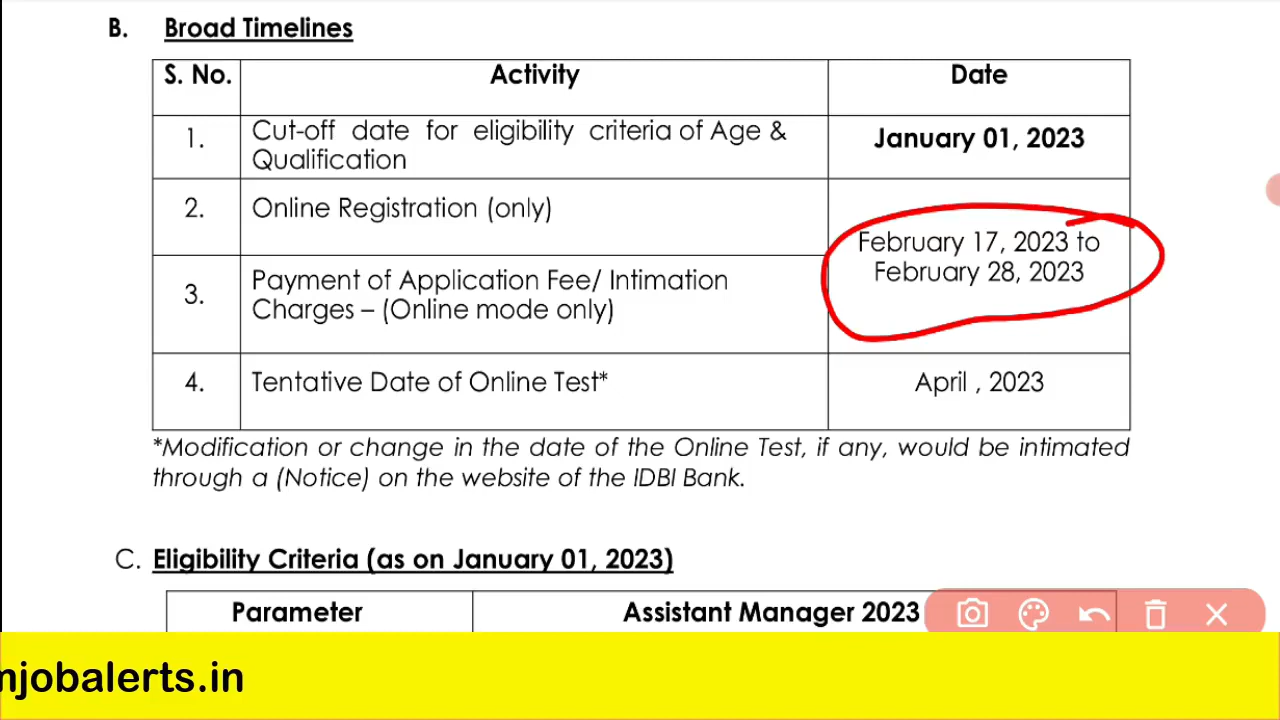 B. Broad Timelines
S. No. Activity Date
1. Cut-off date for eligibility criteria of Age & Qualification January 01, 2023
2. Online Registration (only)
February 17, 2023 to
February 28, 2023
3. Payment of Application Fee/ Intimation
Charges – (Online mode only)
4. Tentative Date of Online Test* April , 2023
*Modification or change in the date of the Online Test, if any, would be intimated
through a (Notice) on the website of the IDBI Bank.
C. Eligibility Criteria (as on January 01, 2023)
Parameter Assistant Manager 2023
mjobalerts.in